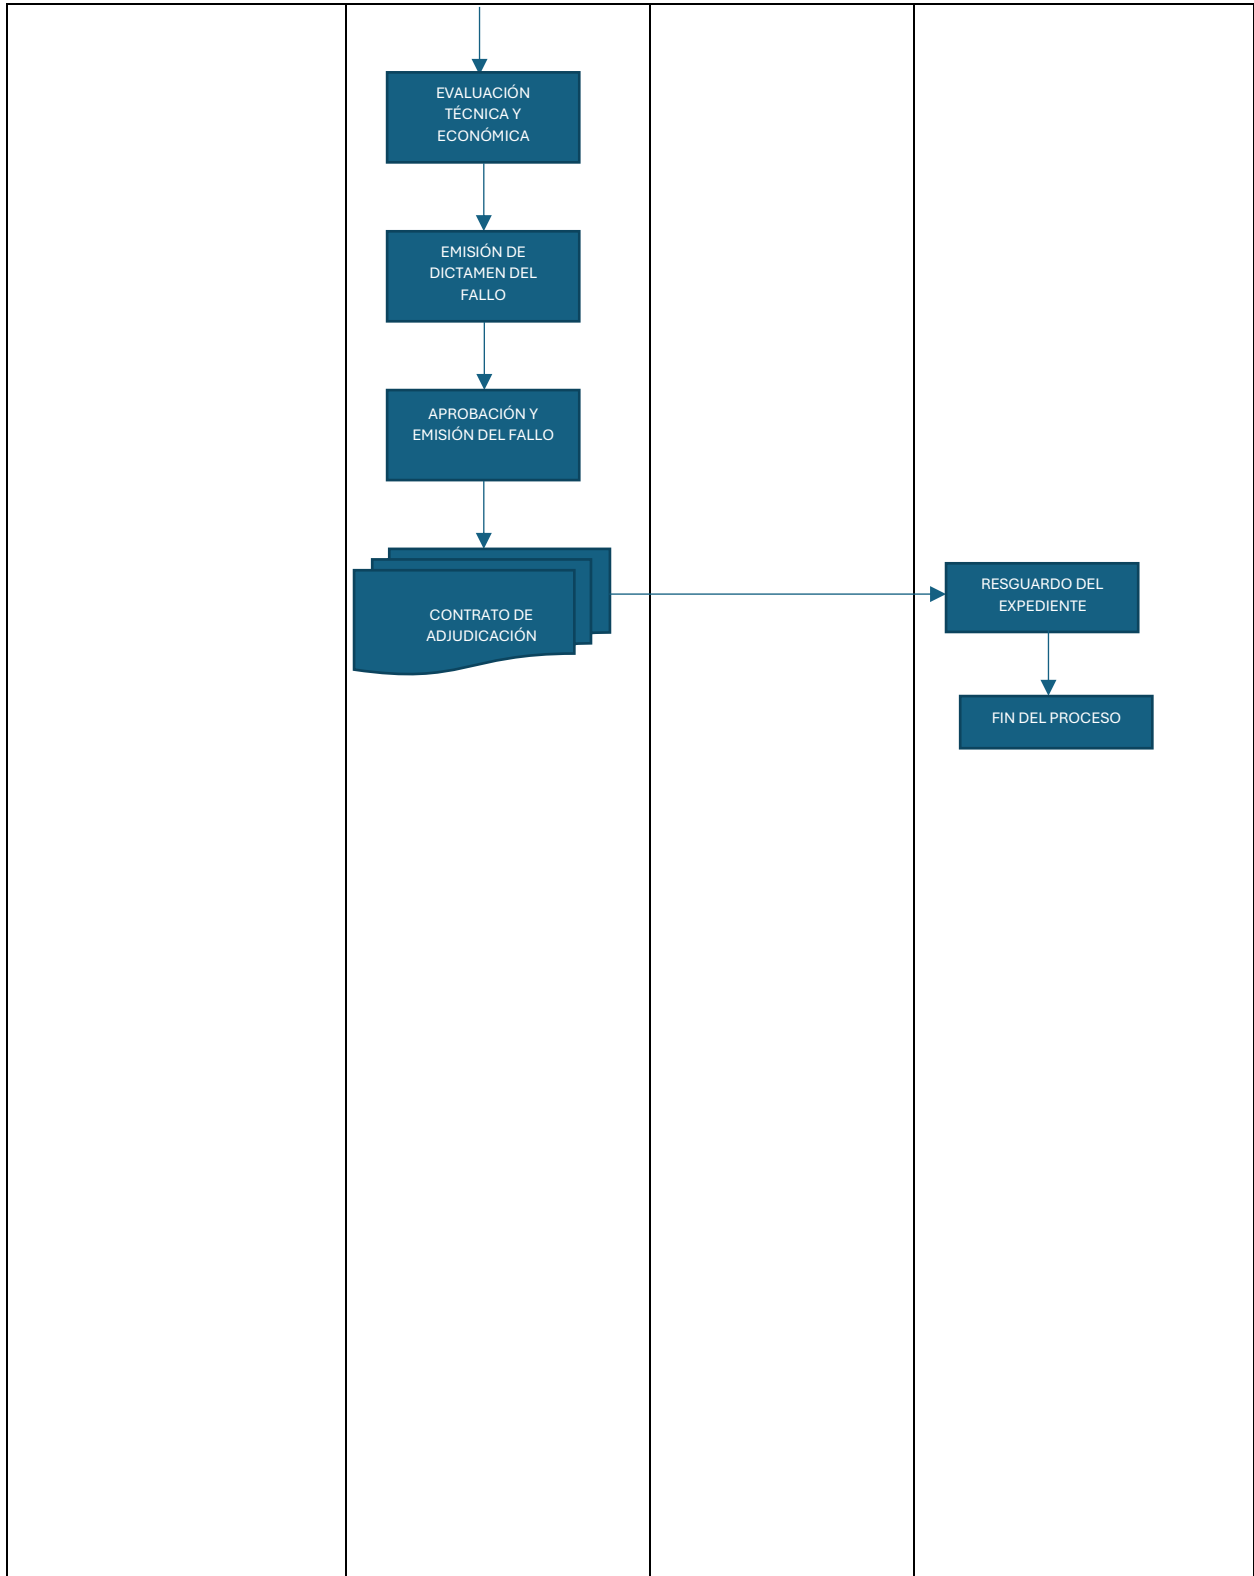 EVALUACIÓN
TÉCNICA Y
ECONÓMICA
EMISIÓN DE
DICTAMEN DEL
FALLO
APROBACIÓN Y
EMISIÓN DEL FALLO
CONTRATO DE
ADJUDICACIÓN
RESGUARDO DEL
EXPEDIENTE
FIN DEL PROCESO